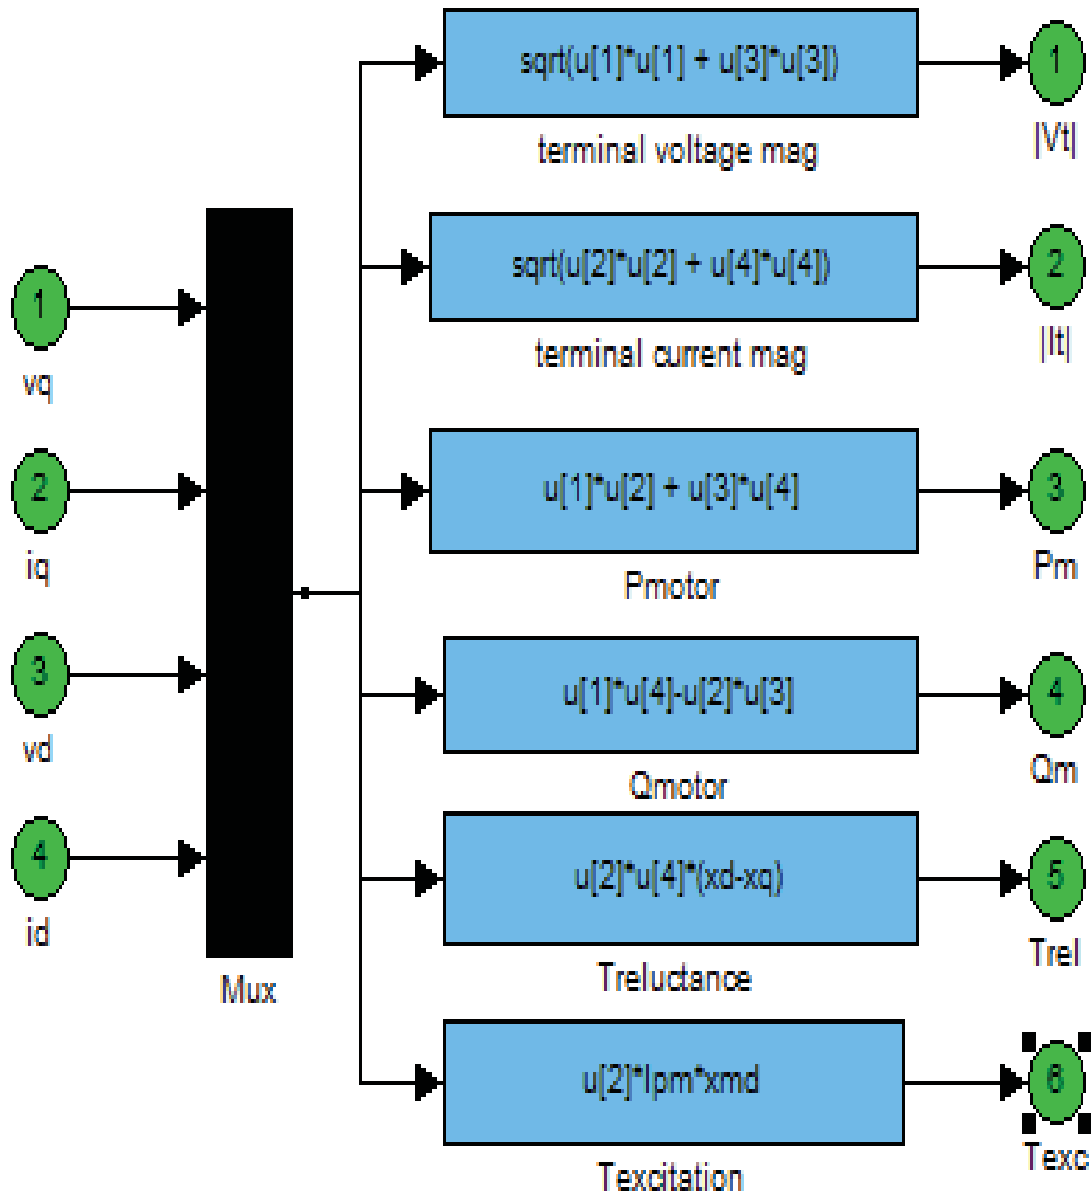 1
vq
2
iq
3
vd
4
id
Mux
sqrt(u[1]*u[1] + u[3]*u[3])
terminal voltage mag
1
|Vt|
sqrt(u[2]*u[2] + u[4]*u[4])
terminal current mag
2
|It|
u[1]*u[2] + u[3]*u[4]
Pmotor
3
Pm
u[1]*u[4]-u[2]*u[3]
Qmotor
4
Qm
u[2]*u[4]*(xd-xq)
Treluctance
5
Trel
u[2]*Ipm*xmd
Texcitation
6
Texc